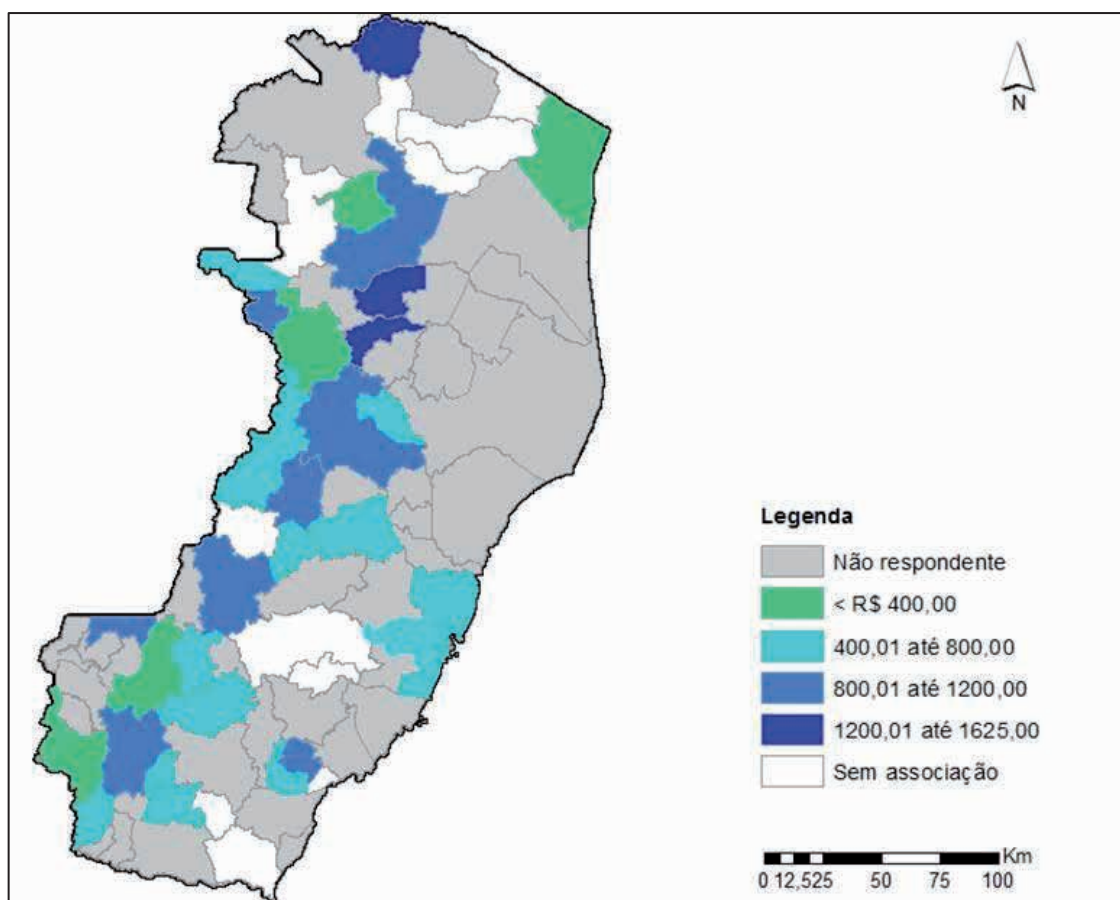 N
Legenda
Não respondente
< R$ 400,00
400,01 até 800,00
800,01 até 1200,00
1200,01 até 1625,00
Sem associação
Km
0 12,525 50 75 100